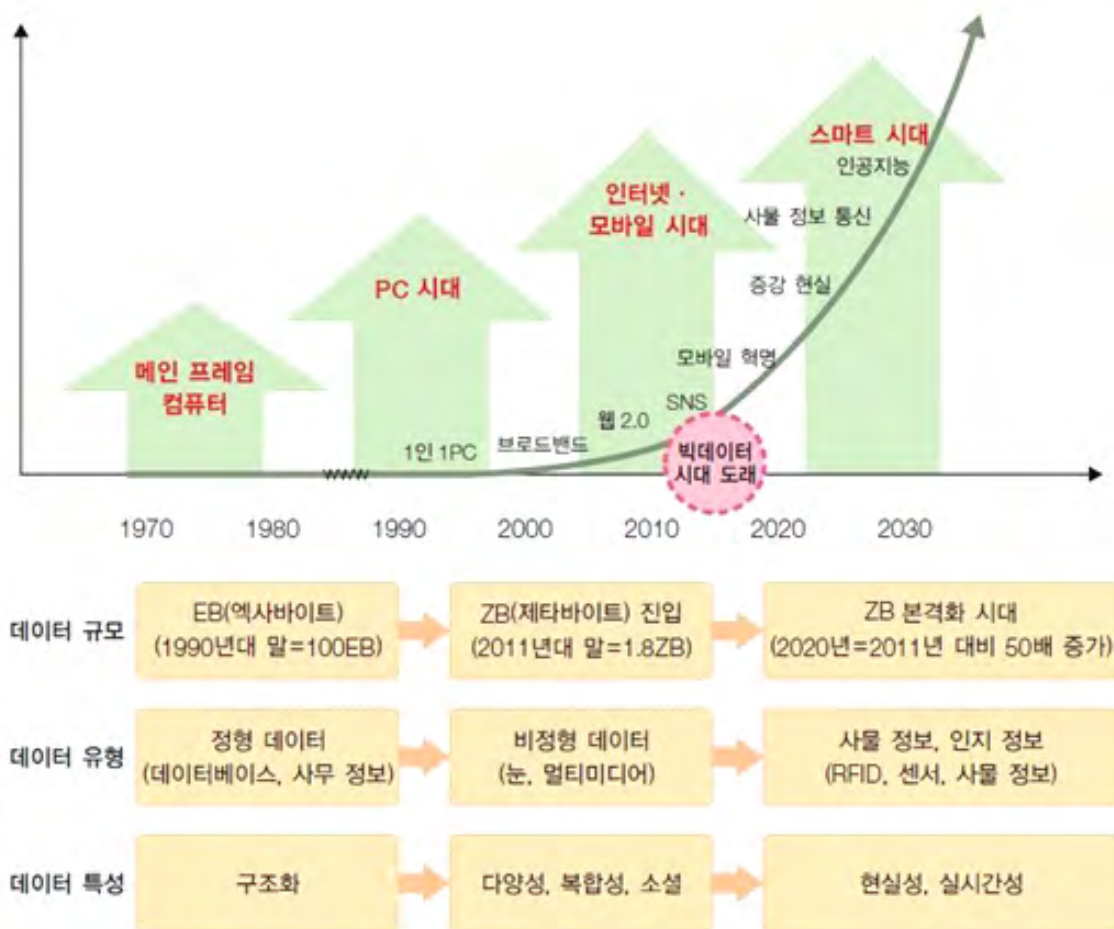 스마트 시대
인공지능
인터넷 ·
모바일 시대
사물 정보 통신
PC 시대
증강 현실
모바일 혁명
메인 프레임
컴퓨터
SNS
웹 2.0
브로드밴드
1인 1PC
빅데이터
시대 도래
1970 1980 1990 2000 2010 2020 2030
데이터 규모
EB(엑사바이트)
(1990년대 말=100EB)
ZB(제타바이트) 진입
(2011년대 말=1.8ZB)
ZB 본격화 시대
(2020년=2011년 대비 50배 증가)
데이터 유형
정형 데이터
(데이터베이스, 사무 정보)
비정형 데이터
(눈, 멀티미디어)
사물 정보, 인지 정보
(RFID, 센서, 사물 정보)
데이터 특성
구조화
다양성, 복합성, 소셜
현실성, 실시간성